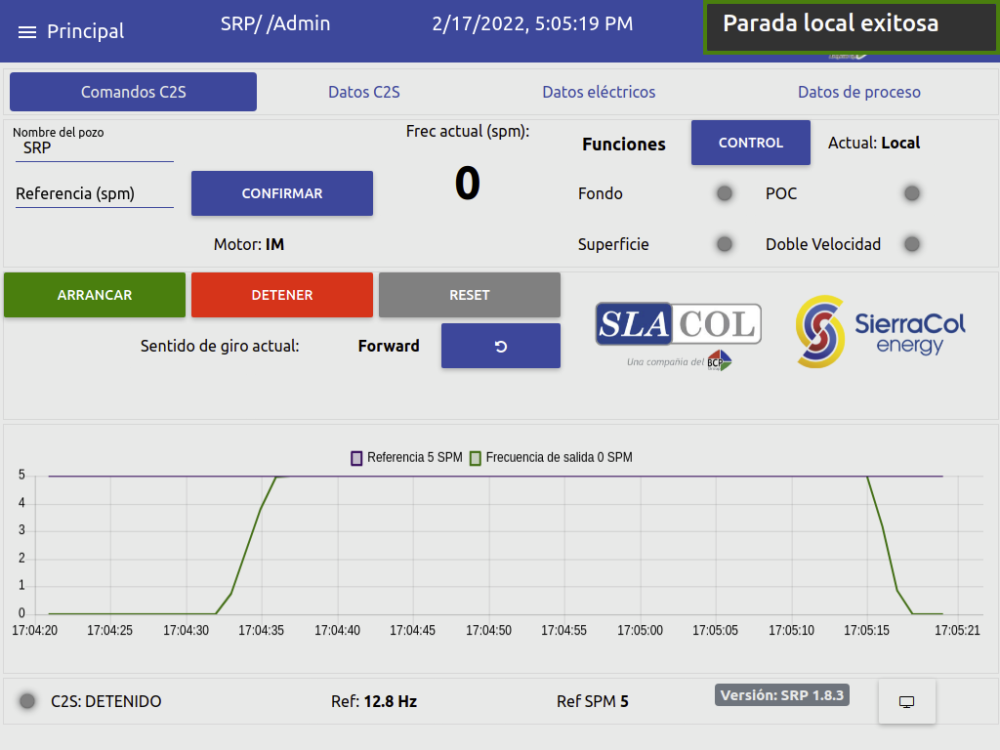 Principal
SRP/ /Admin
2/17/2022, 5:05:19 PM
Parada local exitosa
Comandos C2S
Datos C2S
Datos eléctricos
Datos de proceso
Nombre del pozo
SRP
Referencia (spm)
CONFIRMAR
Motor: IM
Frec actual (spm):
0
Funciones
CONTROL
Actual: Local
Fondo
POC
Superficie
Doble Velocidad
ARRANCAR
DETENER
RESET
Sentido de giro actual:
Forward
SLACOL
Una compañía del BCP
SierraCol
energy
Referencia 5 SPM
Frecuencia de salida 0 SPM
5
4
3
2
1
0
17:04:20
17:04:25
17:04:30
17:04:35
17:04:40
17:04:45
17:04:50
17:04:55
17:05:00
17:05:05
17:05:10
17:05:15
17:05:21
C2S: DETENIDO
Ref: 12.8 Hz
Ref SPM 5
Versión: SRP 1.8.3